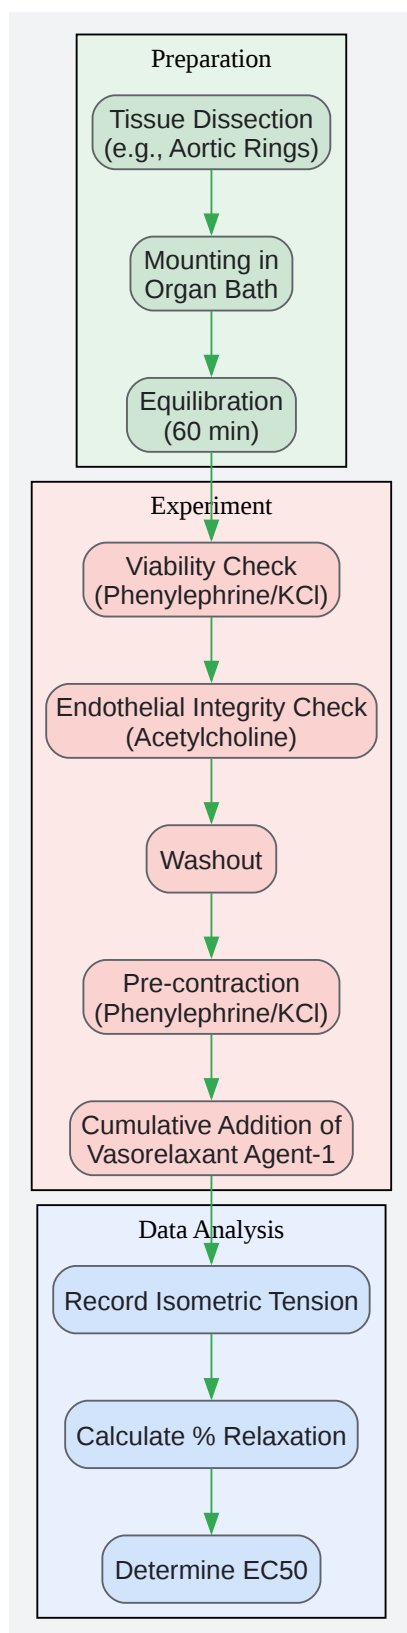 Preparation
Tissue Dissection
(e.g., Aortic Rings)
Mounting in
Organ Bath
Equilibration
(60 min)
Experiment
Viability Check
(Phenylephrine/KCl)
Endothelial Integrity Check
(Acetylcholine)
Washout
Pre-contraction
(Phenylephrine/KCl)
Cumulative Addition of
Vasorelaxant Agent-1
Data Analysis
Record Isometric Tension
Calculate % Relaxation
Determine EC50